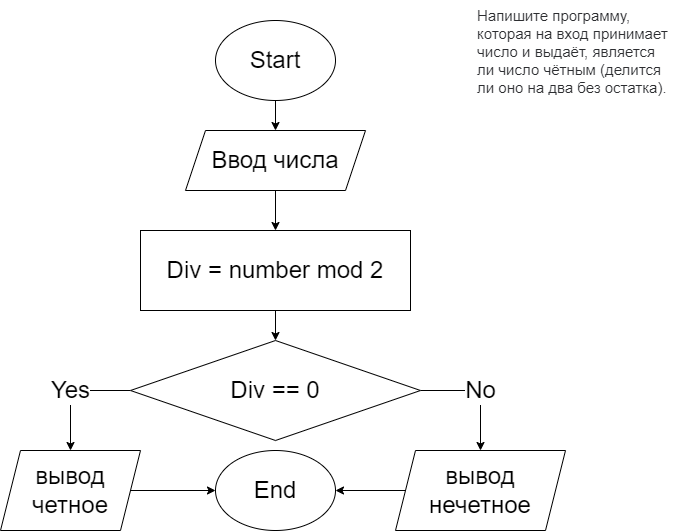 Напишите программу,
которая на вход принимает
число и выдаёт, является
ли число чётным (делится
ли оно на два без остатка).
Start
Ввод числа
Div = number mod 2
Div == 0
Yes
No
вывод
четное
End
вывод
нечетное